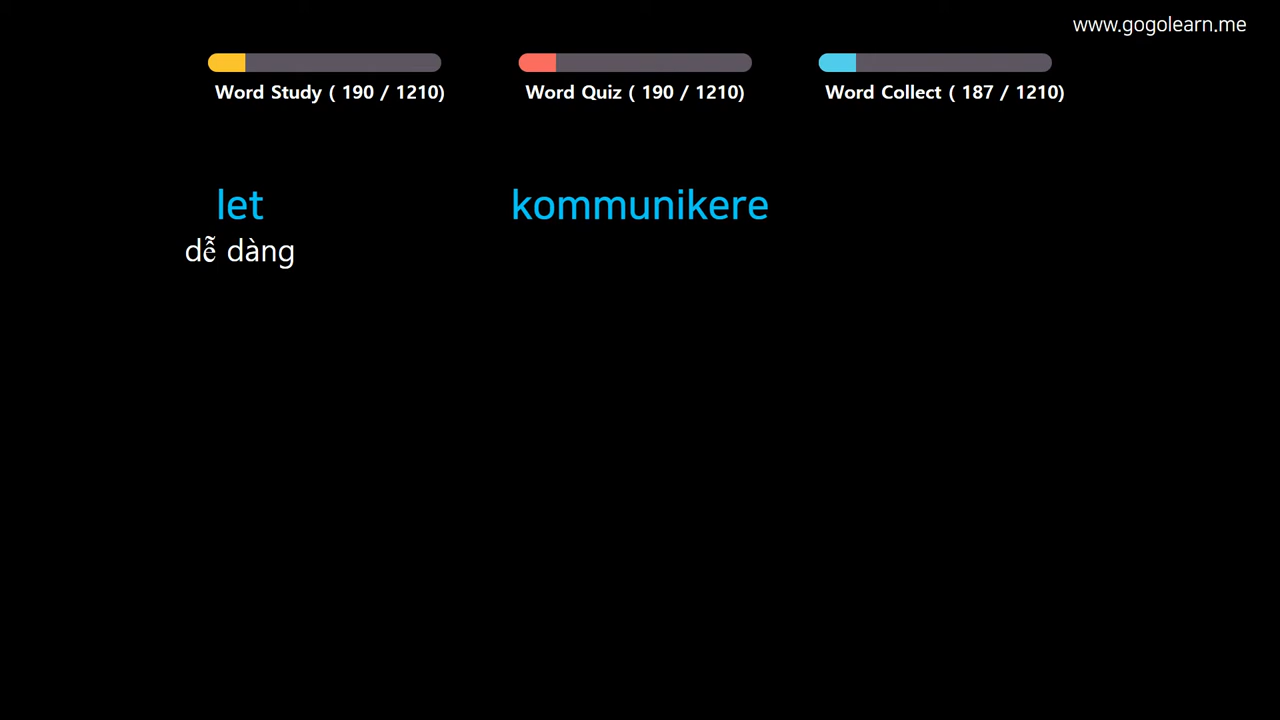 www.gogolearn.me
Word Study ( 190 / 1210)
Word Quiz ( 190 / 1210)
Word Collect ( 187 / 1210)
let
kommunikere
dễ dàng